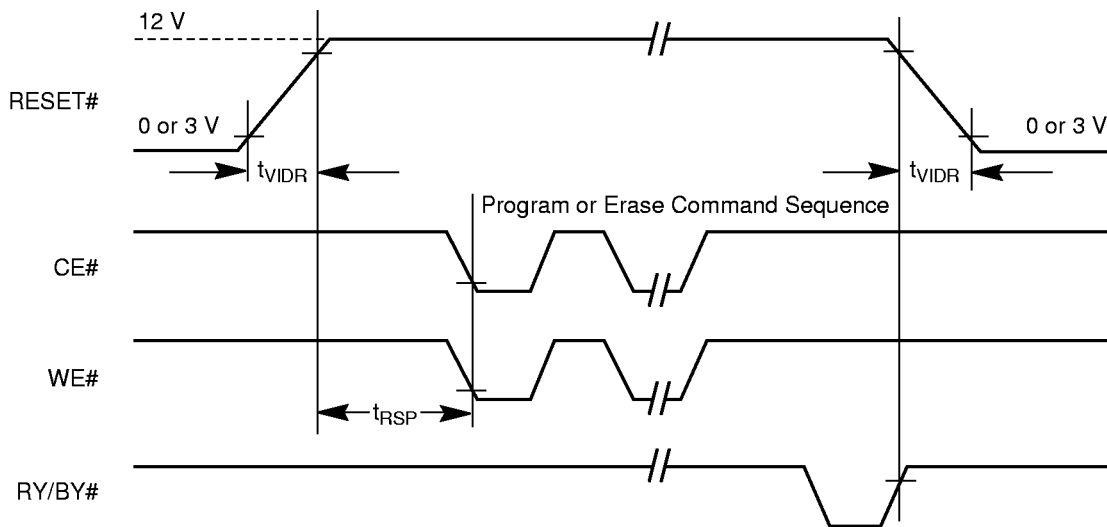 12 V
RESET#
0 or 3 V
0 or 3 V
tVIDR
tVIDR
Program or Erase Command Sequence
CE#
WE#
tRSP
RY/BY#